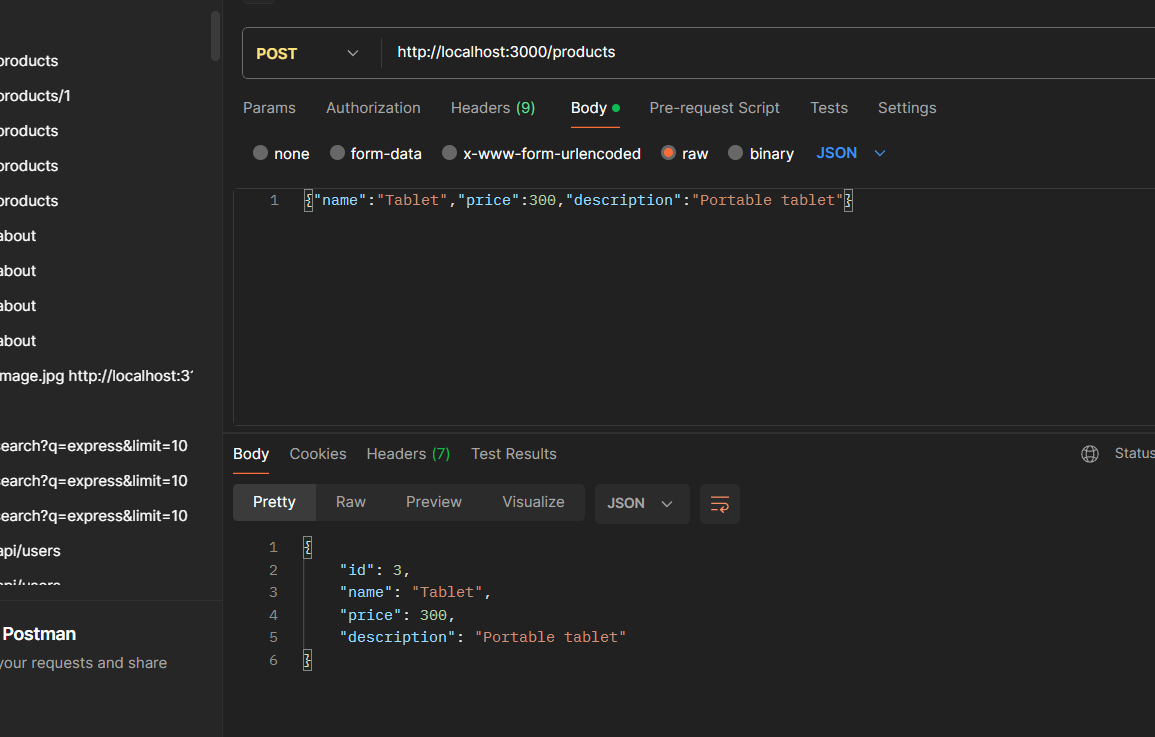 products
products/1
products
products
products
about
about
about
about
mage.jpg http://localhost:3
earch?q=express&limit=10
earch?q=express&limit=10
earch?q=express&limit=10
api/users
api/users
Postman
your requests and share
POST
http://localhost:3000/products
Params Authorization Headers (9) Body Pre-request Script Tests Settings
none form-data x-www-form-urlencoded raw binary JSON
1 {"name":"Tablet","price":300,"description":"Portable tablet"}
Body Cookies Headers (7) Test Results Status
Pretty Raw Preview Visualize JSON
1 {
2 "id": 3,
3 "name": "Tablet",
4 "price": 300,
5 "description": "Portable tablet"
6 }